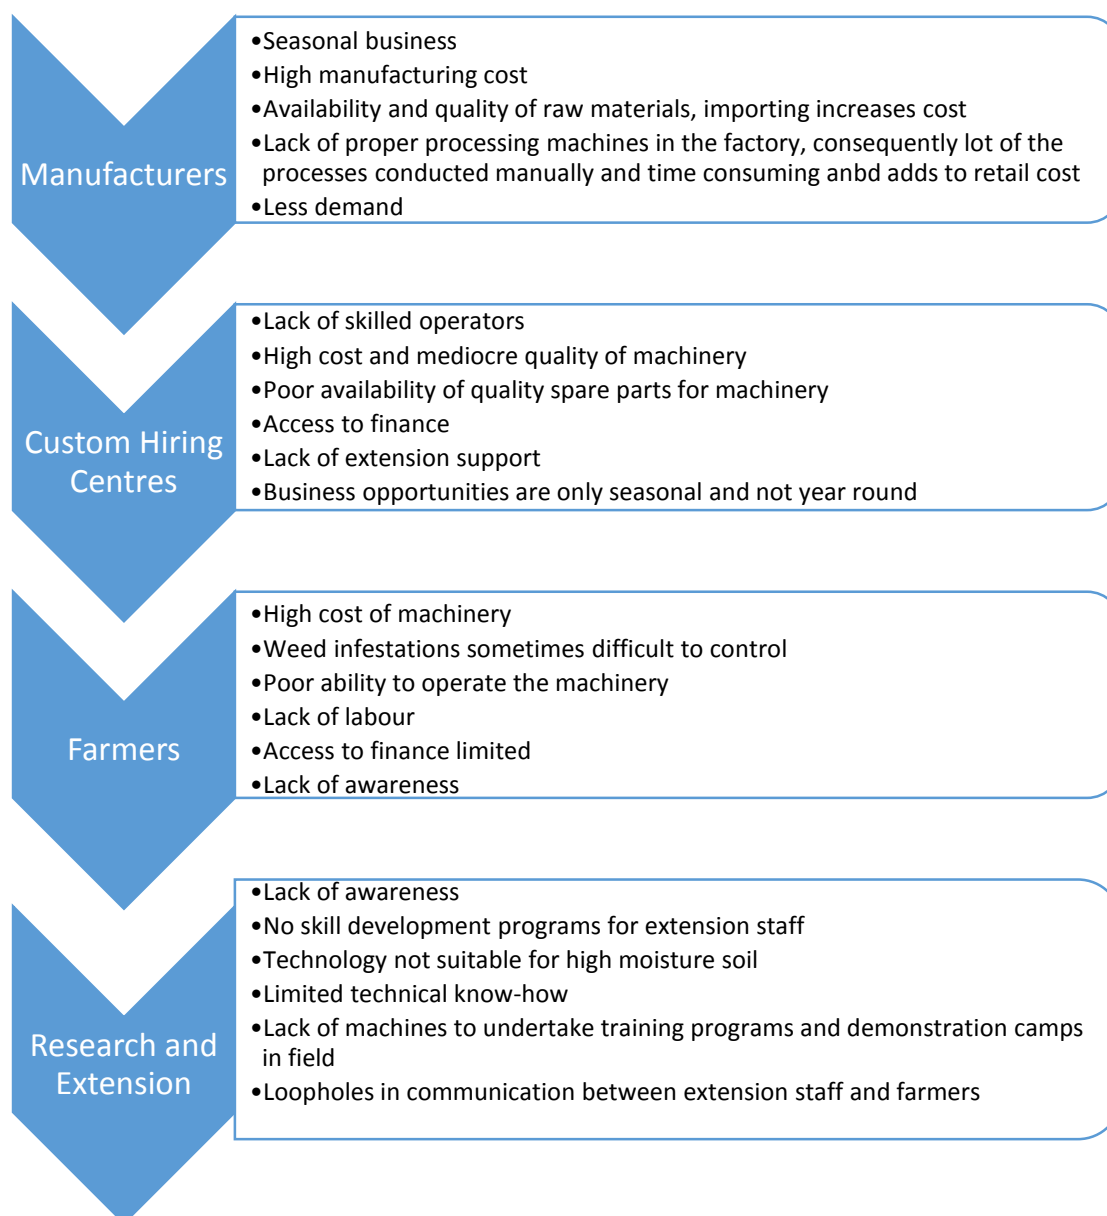 Manufacturers
•Seasonal business
•High manufacturing cost
•Availability and quality of raw materials, importing increases cost
•Lack of proper processing machines in the factory, consequently lot of the
processes conducted manually and time consuming anbd adds to retail cost
•Less demand
Custom Hiring
Centres
•Lack of skilled operators
•High cost and mediocre quality of machinery
•Poor availability of quality spare parts for machinery
•Access to finance
•Lack of extension support
•Business opportunities are only seasonal and not year round
Farmers
•High cost of machinery
•Weed infestations sometimes difficult to control
•Poor ability to operate the machinery
•Lack of labour
•Access to finance limited
•Lack of awareness
Research and
Extension
•Lack of awareness
•No skill development programs for extension staff
•Technology not suitable for high moisture soil
•Limited technical know-how
•Lack of machines to undertake training programs and demonstration camps
in field
•Loopholes in communication between extension staff and farmers